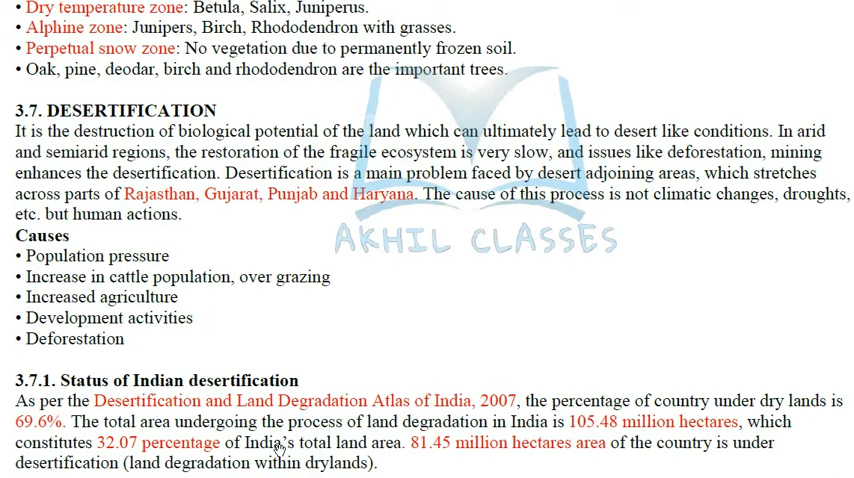 • Dry temperature zone: Betula, Salix, Juniperus.
• Alphine zone: Junipers, Birch, Rhododendron with grasses.
• Perpetual snow zone: No vegetation due to permanently frozen soil.
• Oak, pine, deodar, birch and rhododendron are the important trees.
3.7. DESERTIFICATION
It is the destruction of biological potential of the land which can ultimately lead to desert like conditions. In arid
and semiarid regions, the restoration of the fragile ecosystem is very slow, and issues like deforestation, mining
enhances the desertification. Desertification is a main problem faced by desert adjoining areas, which stretches
across parts of Rajasthan, Gujarat, Punjab and Haryana. The cause of this process is not climatic changes, droughts,
etc. but human actions.
AKHIL CLASSES
Causes
• Population pressure
• Increase in cattle population, over grazing
• Increased agriculture
• Development activities
• Deforestation
3.7.1. Status of Indian desertification
As per the Desertification and Land Degradation Atlas of India, 2007, the percentage of country under dry lands is
69.6%. The total area undergoing the process of land degradation in India is 105.48 million hectares, which
constitutes 32.07 percentage of India's total land area. 81.45 million hectares area of the country is under
desertification (land degradation within drylands).